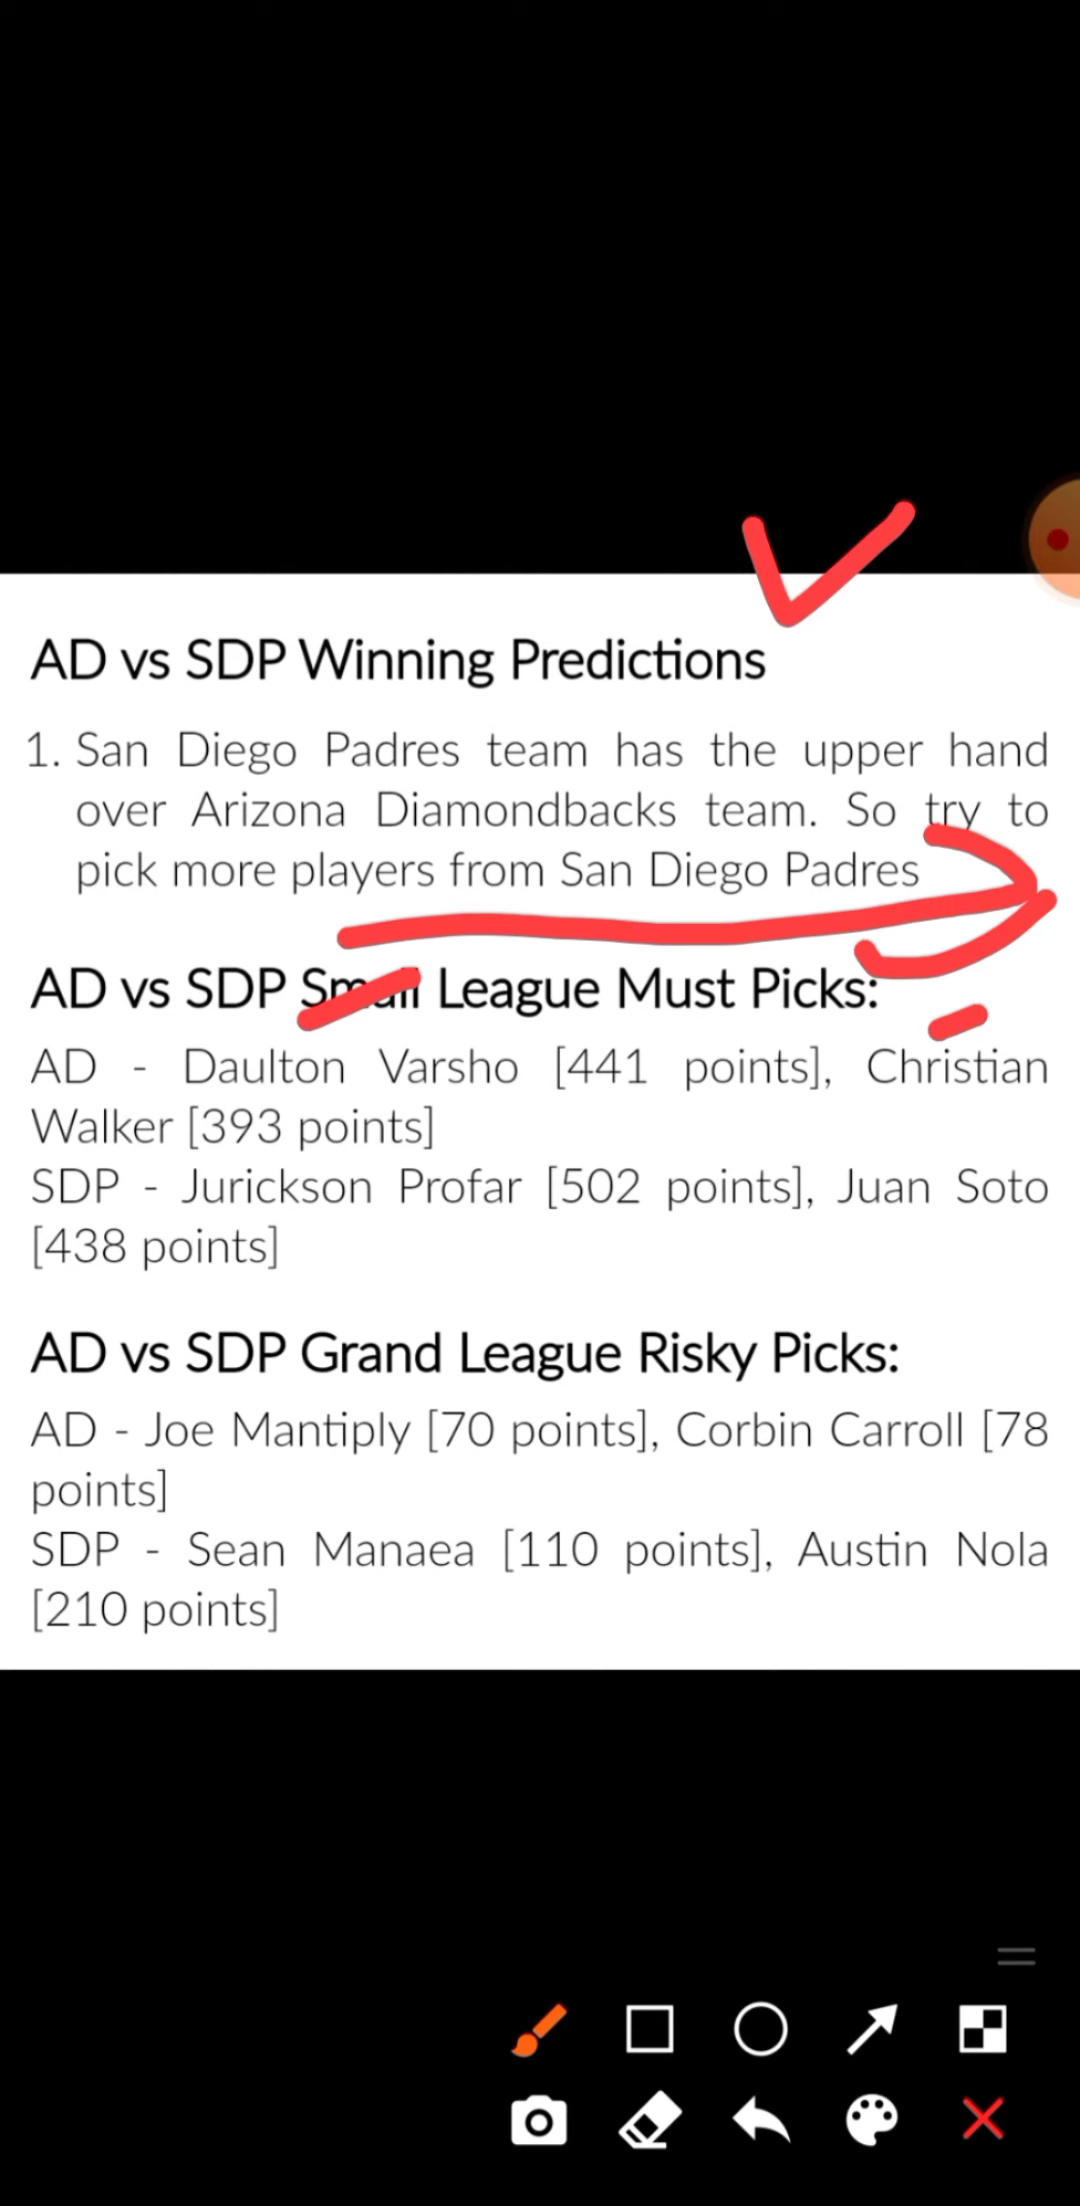 AD vs SDP Winning Predictions
1. San Diego Padres team has the upper hand
over Arizona Diamondbacks team. So try to
pick more players from San Diego Padres
AD vs SDP Small League Must Picks:
AD - Daulton Varsho [441 points], Christian
Walker [393 points]
SDP - Jurickson Profar [502 points], Juan Soto
[438 points]
AD vs SDP Grand League Risky Picks:
AD - Joe Mantiply [70 points], Corbin Carroll [78
points]
SDP - Sean Manaea [110 points], Austin Nola
[210 points]